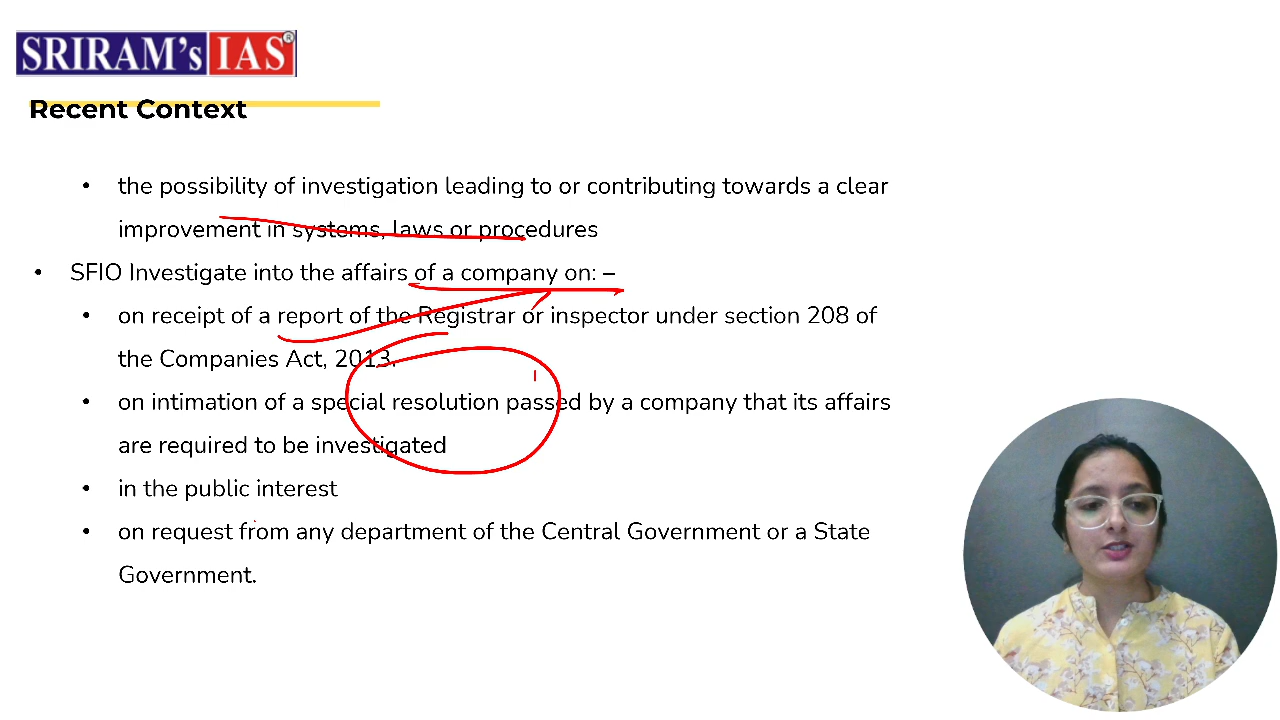 SRIRAM's IAS®
Recent Context
• the possibility of investigation leading to or contributing towards a clear
improvement in systems, laws or procedures
• SFIO Investigate into the affairs of a company on: –
• on receipt of a report of the Registrar or inspector under section 208 of
the Companies Act, 2013.
• on intimation of a special resolution passed by a company that its affairs
are required to be investigated
• in the public interest
• on request from any department of the Central Government or a State
Government.